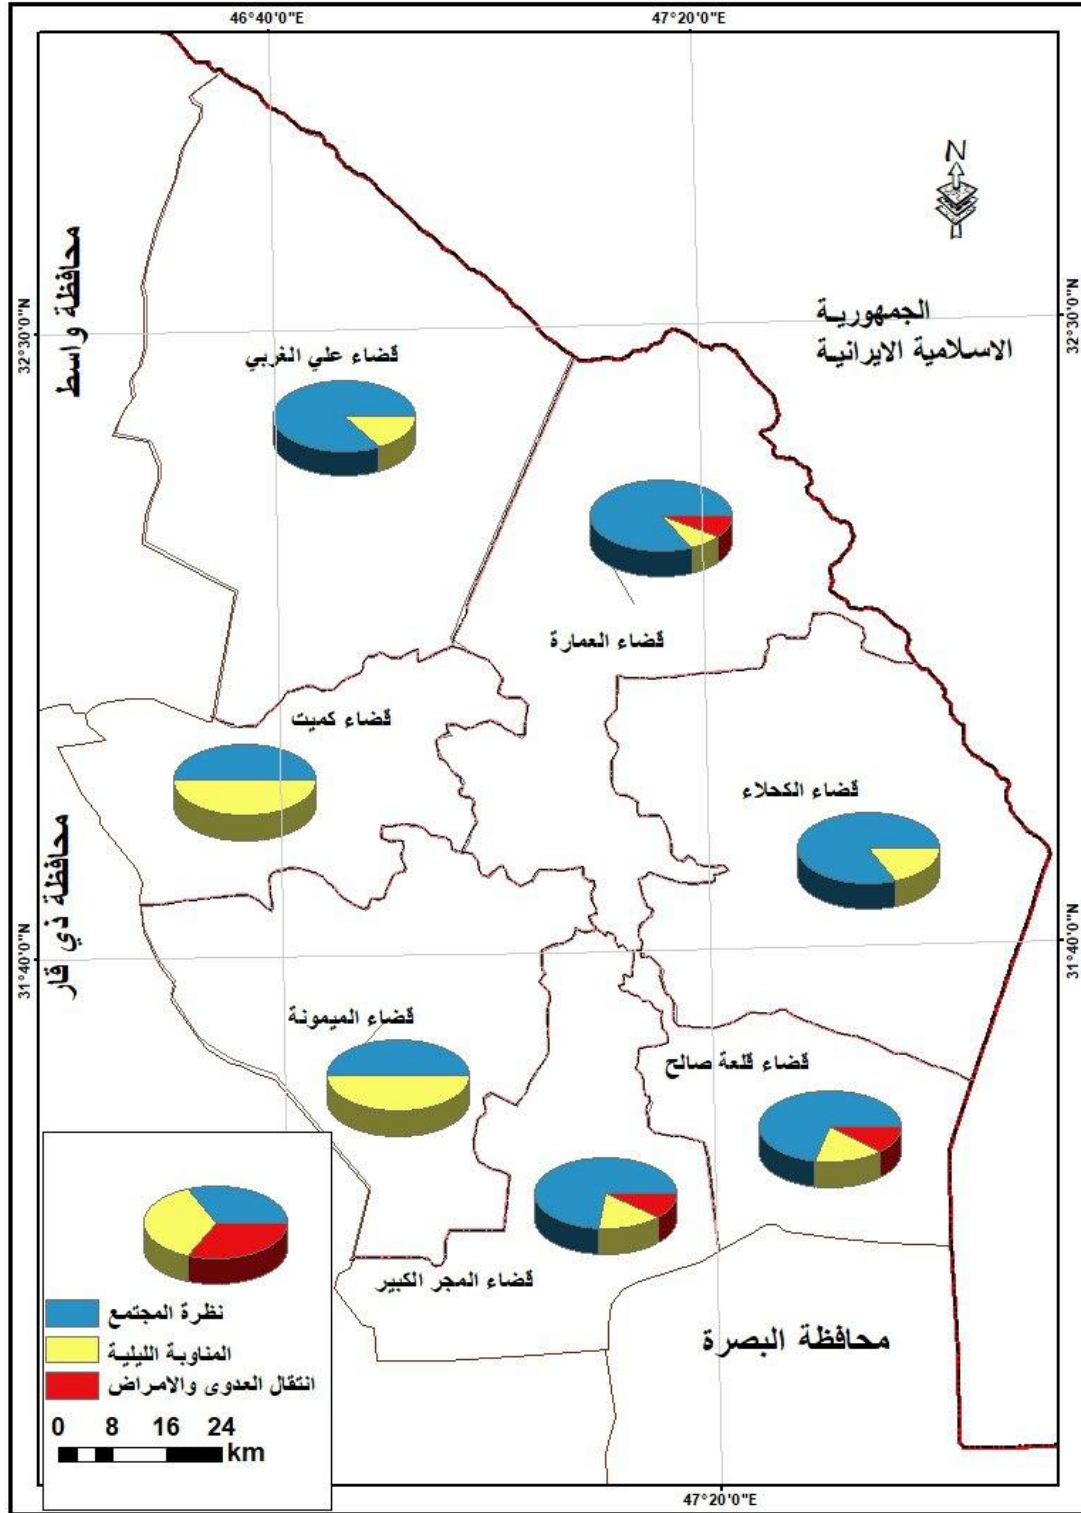 46°40'0"E
47°20'0"E
N
محافظة واسط
32°30'0"N
32°30'0"N
الجمهورية
الاسلامية الايرانية
قضاء علي الغربي
قضاء العمارة
قضاء كميت
قضاء الكحلاء
محافظة ذي قار
31°40'0"N
31°40'0"N
قضاء الميمونة
قضاء قلعة صالح
قضاء المجر الكبير
محافظة البصرة
نظرة المجتمع
المناوبة الليلية
انتقال العدوى والامراض
0 8 16 24
km
47°20'0"E